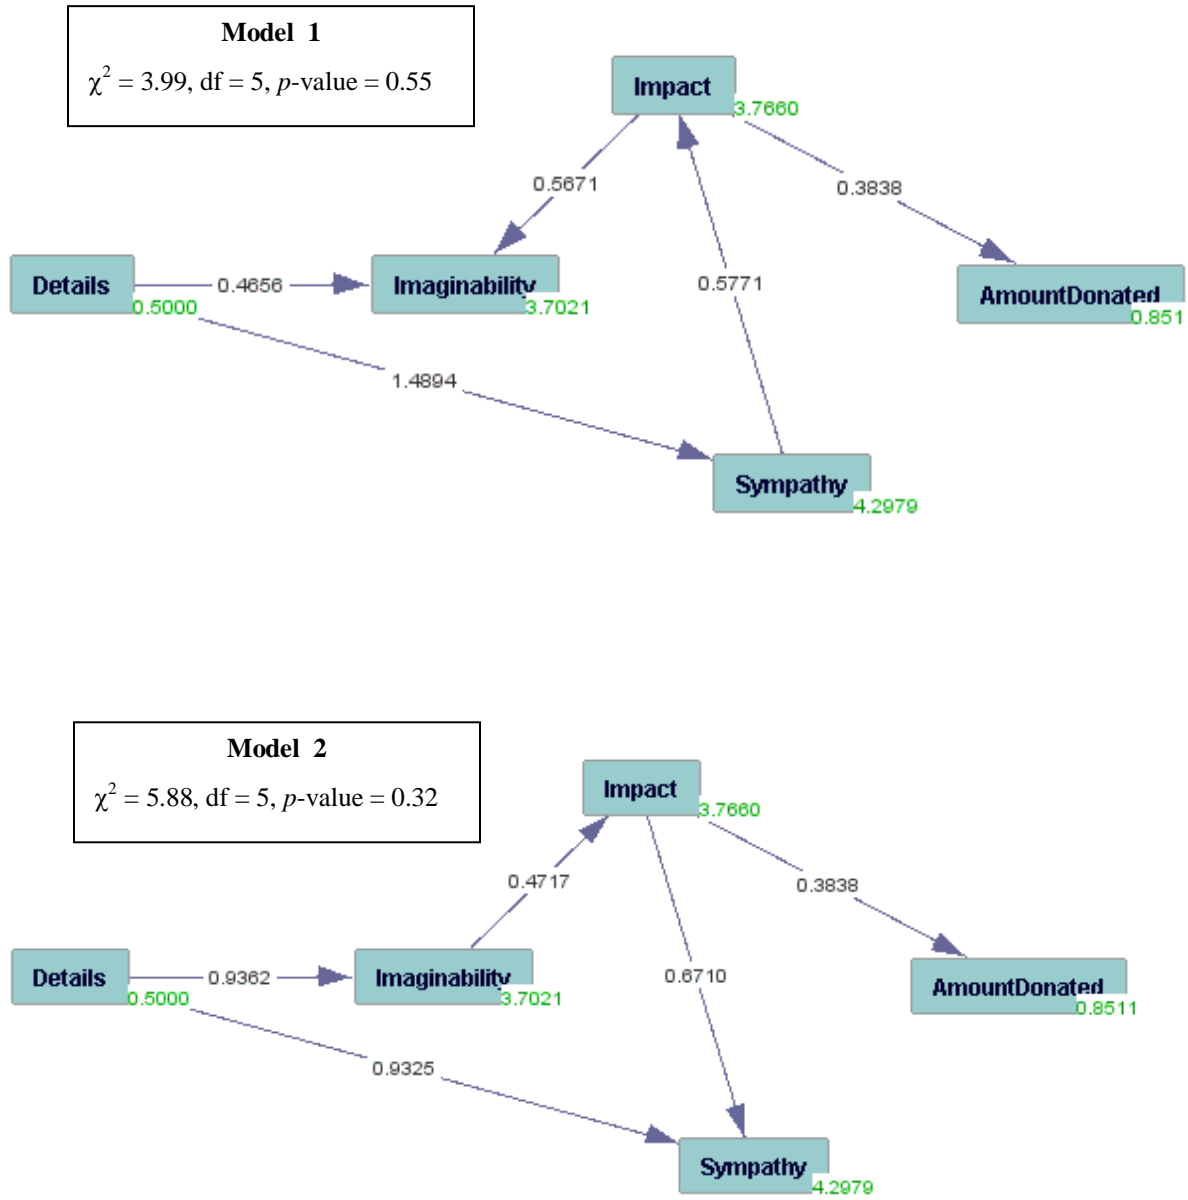 Model 1
χ² = 3.99, df = 5, p-value = 0.55
Impact
3.7660
0.5671
0.3838
Details
0.5000
0.4656
Imaginability
3.7021
0.5771
AmountDonated
0.851
1.4894
Sympathy
4.2979
Model 2
χ² = 5.88, df = 5, p-value = 0.32
Impact
3.7660
0.4717
0.3838
Details
0.5000
0.9362
Imaginability
3.7021
0.6710
AmountDonated
0.8511
0.9325
Sympathy
4.2979